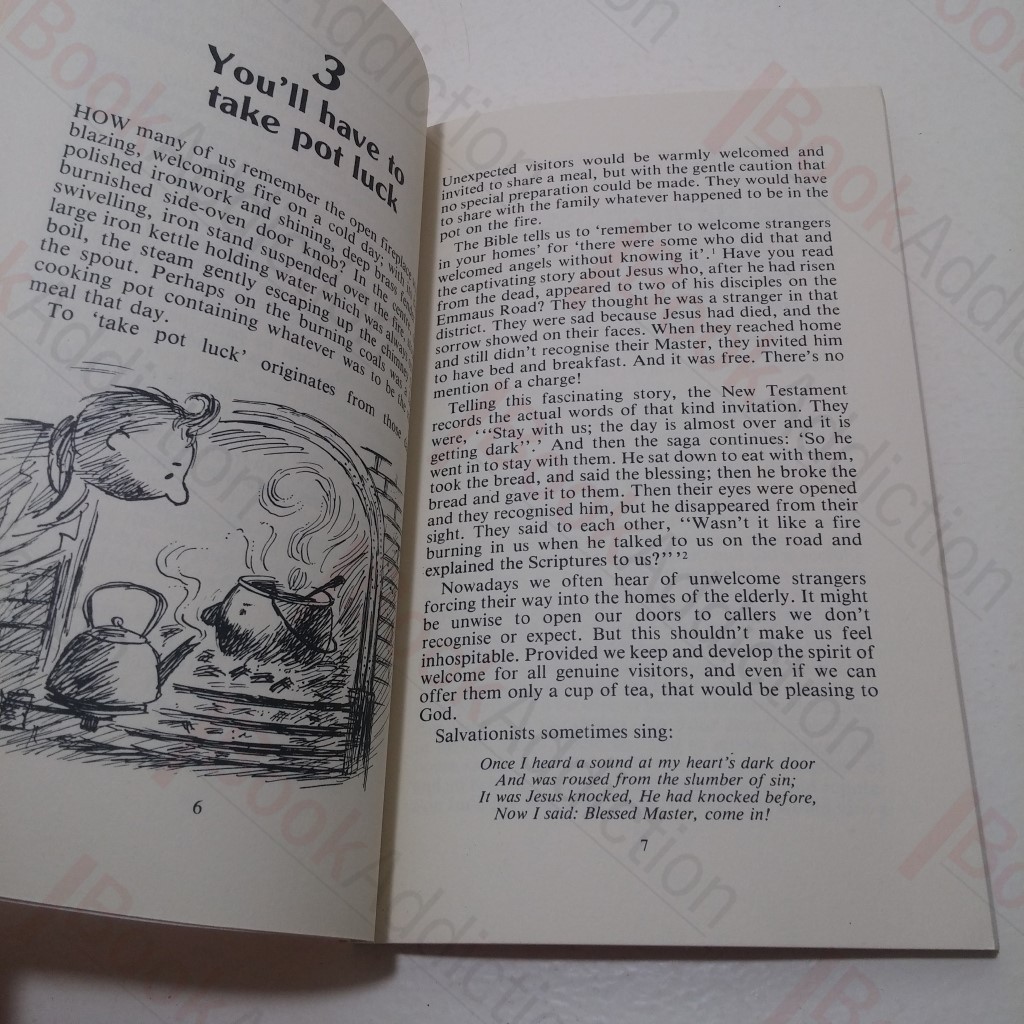 3
You'll have to
take pot luck
HOW many of us remember the open fireplace
blazing, welcoming fire on a cold day; with
polished ironwork and shining, deep brass
burnished side-oven door knob? In the centre,
swivelling, iron stand suspended over the fire,
large iron kettle holding water which was always
boil, the steam gently escaping up the chimney
the spout. Perhaps on the burning coals was a
cooking pot containing whatever was to be the
meal that day.
To 'take pot luck' originates from those
6
Unexpected visitors would be warmly welcomed and
invited to share a meal, but with the gentle caution that
no special preparation could be made. They would have
to share with the family whatever happened to be in the
pot on the fire.
The Bible tells us to 'remember to welcome strangers
in your homes' for 'there were some who did that and
welcomed angels without knowing it'.¹ Have you read
the captivating story about Jesus who, after he had risen
from the dead, appeared to two of his disciples on the
Emmaus Road? They thought he was a stranger in that
district. They were sad because Jesus had died, and the
sorrow showed on their faces. When they reached home
and still didn't recognise their Master, they invited him
to have bed and breakfast. And it was free. There's no
mention of a charge!
Telling this fascinating story, the New Testament
records the actual words of that kind invitation. They
were, '"Stay with us; the day is almost over and it is
getting dark".' And then the saga continues: 'So he
went in to stay with them. He sat down to eat with them,
took the bread, and said the blessing; then he broke the
bread and gave it to them. Then their eyes were opened
and they recognised him, but he disappeared from their
sight. They said to each other, "Wasn't it like a fire
burning in us when he talked to us on the road and
explained the Scriptures to us?"'²
Nowadays we often hear of unwelcome strangers
forcing their way into the homes of the elderly. It might
be unwise to open our doors to callers we don't
recognise or expect. But this shouldn't make us feel
inhospitable. Provided we keep and develop the spirit of
welcome for all genuine visitors, and even if we can
offer them only a cup of tea, that would be pleasing to
God.
Salvationists sometimes sing:
Once I heard a sound at my heart's dark door
And was roused from the slumber of sin;
It was Jesus knocked, He had knocked before,
Now I said: Blessed Master, come in!
7
BookAddiction